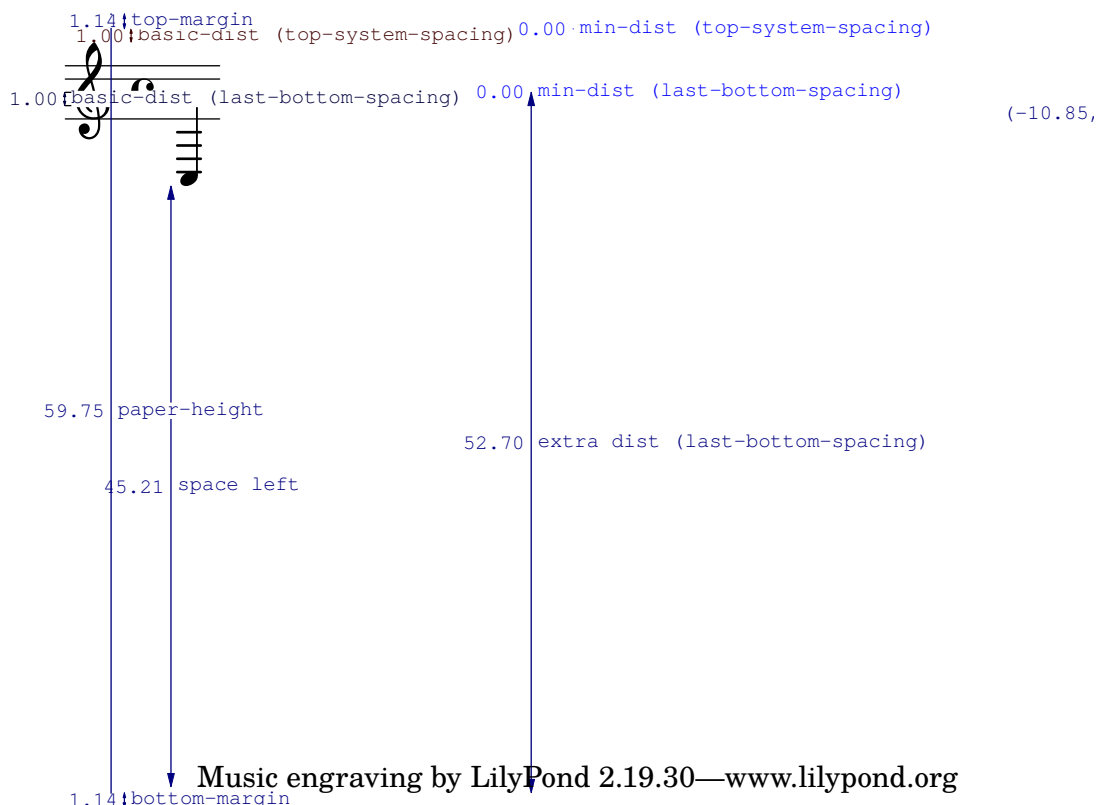 1.14 top-margin
1.00 basic-dist (top-system-spacing) 0.00 min-dist (top-system-spacing)
1.00 basic-dist (last-bottom-spacing) 0.00 min-dist (last-bottom-spacing)
(-10.85,
59.75 paper-height
52.70 extra dist (last-bottom-spacing)
45.21 space left
Music engraving by LilyPond 2.19.30—www.lilypond.org
1.14 bottom-margin